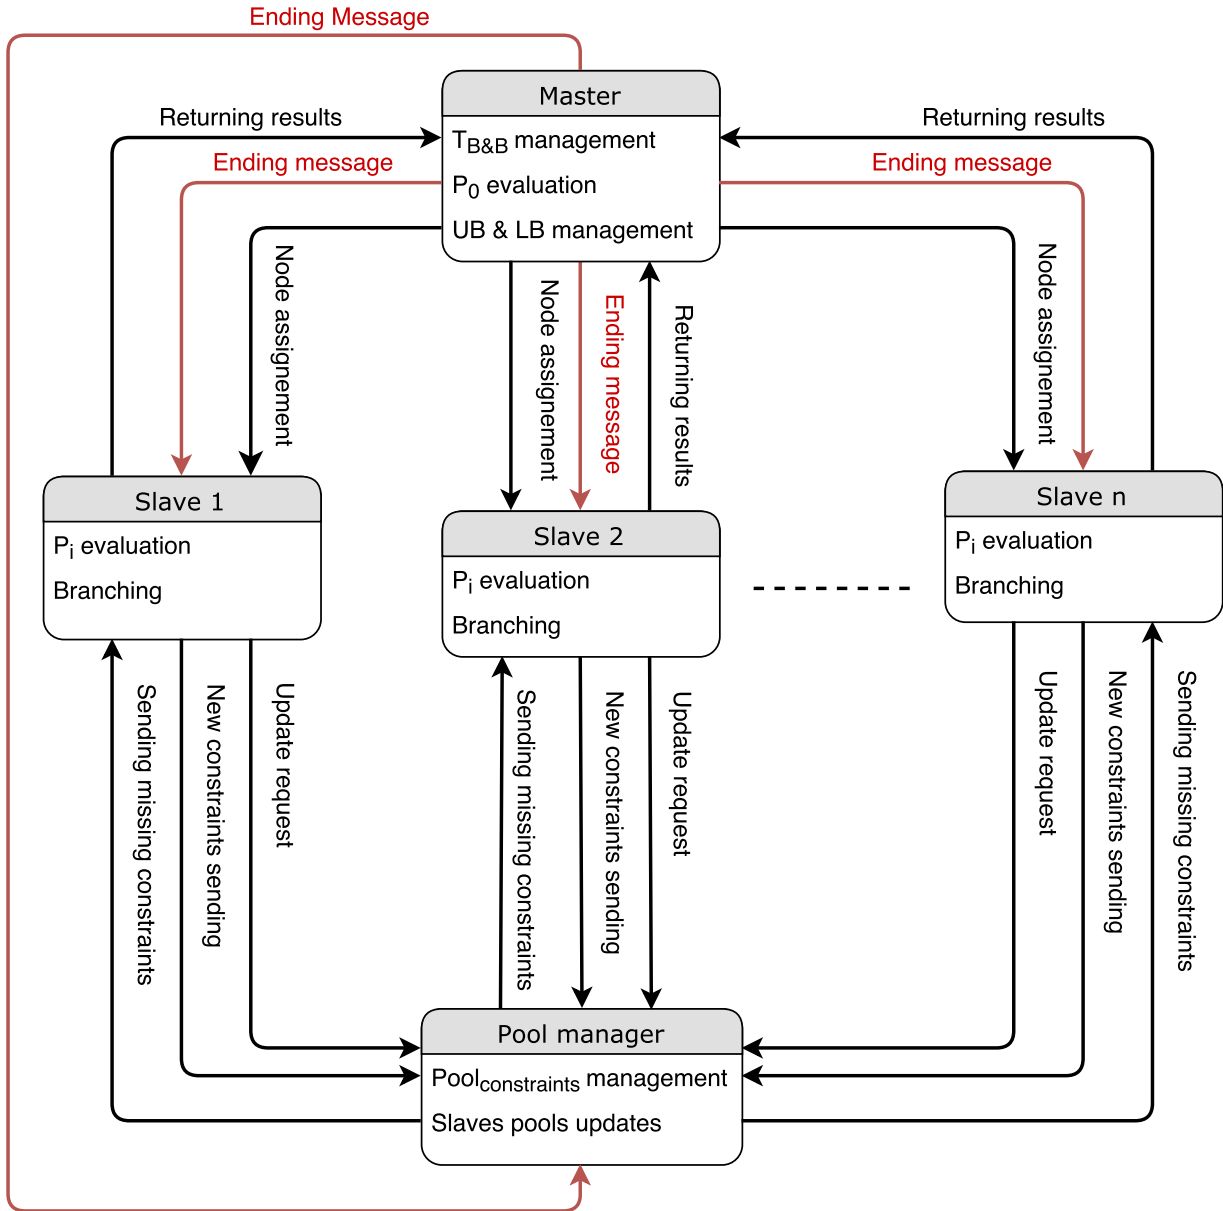 Ending Message
Master
T_B&B management
P_0 evaluation
UB & LB management
Returning results
Ending message
Node assignement
Returning results
Ending message
Node assignement
Node assignement
Ending message
Returning results
Slave 1
P_i evaluation
Branching
Slave 2
P_i evaluation
Branching
Slave n
P_i evaluation
Branching
Sending missing constraints
New constraints sending
Update request
Sending missing constraints
New constraints sending
Update request
Update request
New constraints sending
Sending missing constraints
Pool manager
Pool_constraints management
Slaves pools updates